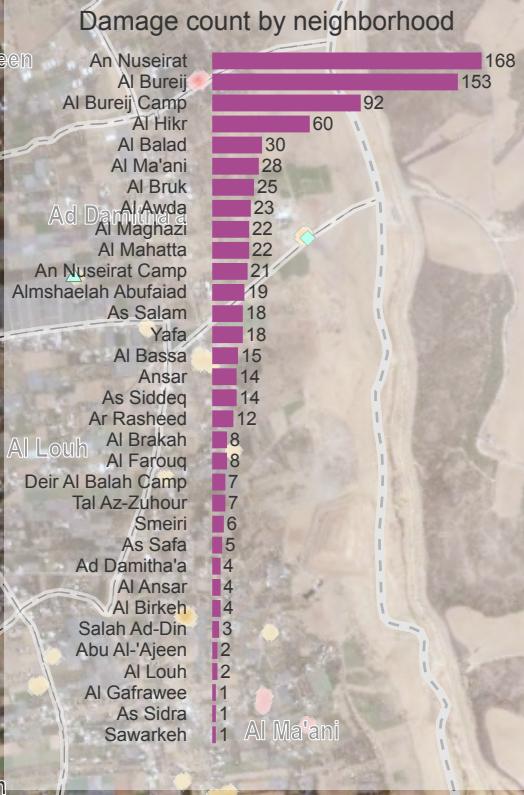 Damage count by neighborhood
een
An Nuseirat 168
Al Bureij 153
Al Bureij Camp 92
Al Hikr 60
Al Balad 30
Al Ma'ani 28
Al Bruk 25
Al Awda 23
Ad Damitha'a
Al Maghazi 22
Al Mahatta 22
An Nuseirat Camp 21
Almshaelah Abufaiad 19
As Salam 18
Yafa 18
Al Bassa 15
Ansar 14
As Siddeq 14
Ar Rasheed 12
Al Brakah 8
Al Louh
Al Farouq 8
Deir Al Balah Camp 7
Tal Az-Zuhour 7
Smeiri 6
As Safa 5
Ad Damitha'a 4
Al Ansar 4
Al Birkeh 4
Salah Ad-Din 3
Abu Al-'Ajeen 2
Al Louh 2
Al Gafrawee 1
As Sidra 1
Sawarkeh 1
Al Ma'ani